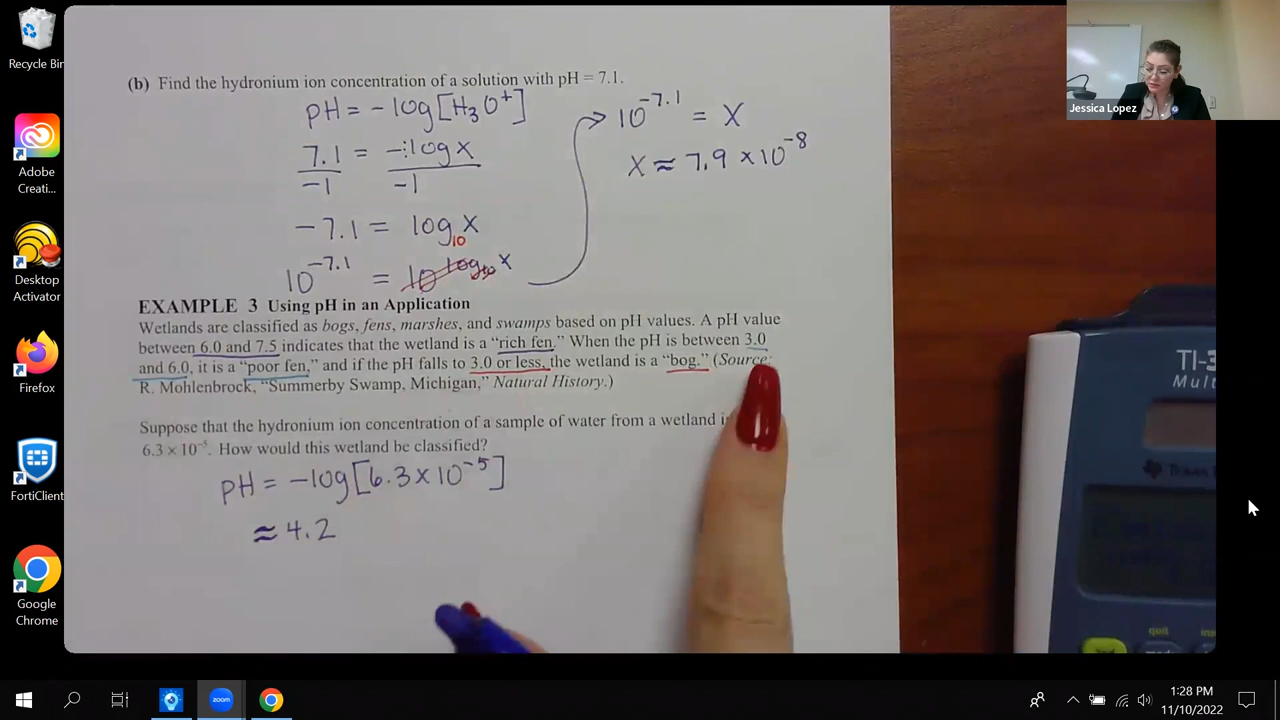 Recycle Bin
Adobe
Creati...
Desktop
Activator
Firefox
FortiClient
Google
Chrome
(b) Find the hydronium ion concentration of a solution with pH = 7.1.
pH = -log[H₃O⁺]
7.1 = -1·log x
-1 -1
-7.1 = log₁₀ x
10^-7.1 = 10^log₁₀ x
10^-7.1 = x
x ≈ 7.9 × 10^-8
EXAMPLE 3 Using pH in an Application
Wetlands are classified as bogs, fens, marshes, and swamps based on pH values. A pH value
between 6.0 and 7.5 indicates that the wetland is a “rich fen.” When the pH is between 3.0
and 6.0, it is a “poor fen,” and if the pH falls to 3.0 or less, the wetland is a “bog.” (Source:
R. Mohlenbrock, “Summerby Swamp, Michigan,” Natural History.)
Suppose that the hydronium ion concentration of a sample of water from a wetland
6.3 × 10⁻⁵. How would this wetland be classified?
pH = -log[6.3 × 10^-5]
≈ 4.2
Jessica Lopez
TI-3
Mult
quit
ins
zoom
1:28 PM
11/10/2022